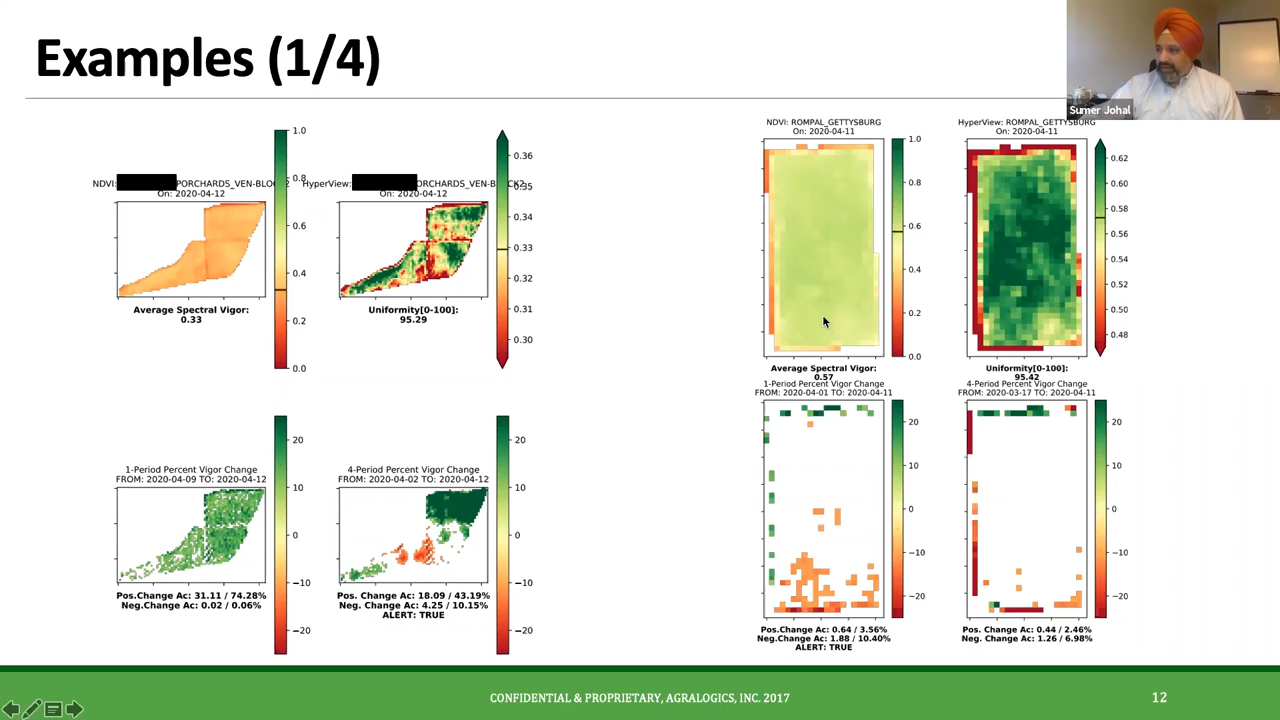 Examples (1/4)
Sumer Johal
NDVI: PORCHARDS_VEN-BLOCK2
On: 2020-04-12
1.0
0.8
0.6
0.4
0.2
0.0
Average Spectral Vigor:
0.33
HyperView: ORCHARDS_VEN-BLOCK2
On: 2020-04-12
0.36
0.35
0.34
0.33
0.32
0.31
0.30
Uniformity[0-100]:
95.29
NDVI: ROMPAL_GETTYSBURG
On: 2020-04-11
1.0
0.8
0.6
0.4
0.2
0.0
Average Spectral Vigor:
0.57
HyperView: ROMPAL_GETTYSBURG
On: 2020-04-11
0.62
0.60
0.58
0.56
0.54
0.52
0.50
0.48
Uniformity[0-100]:
95.42
1-Period Percent Vigor Change
FROM: 2020-04-09 TO: 2020-04-12
20
10
0
−10
−20
Pos.Change Ac: 31.11 / 74.28%
Neg.Change Ac: 0.02 / 0.06%
4-Period Percent Vigor Change
FROM: 2020-04-02 TO: 2020-04-12
20
10
0
−10
−20
Pos.Change Ac: 18.09 / 43.19%
Neg. Change Ac: 4.25 / 10.15%
ALERT: TRUE
1-Period Percent Vigor Change
FROM: 2020-04-01 TO: 2020-04-11
20
10
0
−10
−20
Pos.Change Ac: 0.64 / 3.56%
Neg.Change Ac: 1.88 / 10.40%
ALERT: TRUE
4-Period Percent Vigor Change
FROM: 2020-03-17 TO: 2020-04-11
20
10
0
−10
−20
Pos. Change Ac: 0.44 / 2.46%
Neg. Change Ac: 1.26 / 6.98%
CONFIDENTIAL & PROPRIETARY, AGRALOGICS, INC. 2017
12